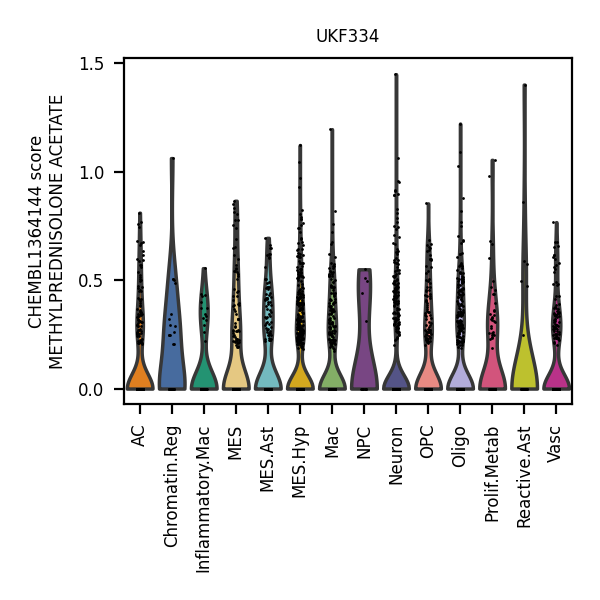 UKF334
CHEMBL1364144 score
METHYLPREDNISOLONE ACETATE
1.5
1.0
0.5
0.0
AC
Chromatin.Reg
Inflammatory.Mac
MES
MES.Ast
MES.Hyp
Mac
NPC
Neuron
OPC
Oligo
Prolif.Metab
Reactive.Ast
Vasc